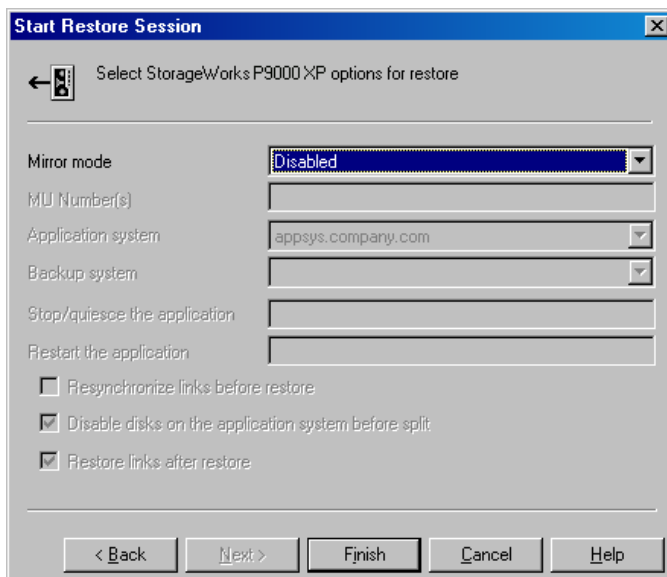 Start Restore Session
Select StorageWorks P9000 XP options for restore
Mirror mode
Disabled
MU Number(s)
Application system
appsys.company.com
Backup system
Stop/quiesce the application
Restart the application
Resynchronize links before restore
Disable disks on the application system before split
Restore links after restore
< Back
Next >
Finish
Cancel
Help